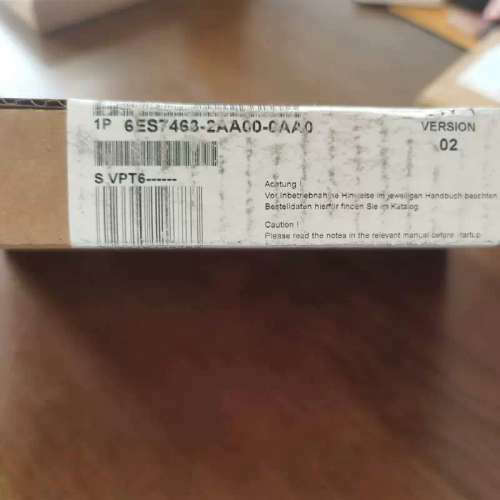 1P 6ES7463-2AA00-0AA0
VERSION
02
S VPT6------
Achtung !
Vor Inbetriebnahme Hinweise im jeweiligen Handbuch beachten
Bestelldaten hierfür finden Sie im Katalog
Caution !
Please read the notes in the relevant manual before startup